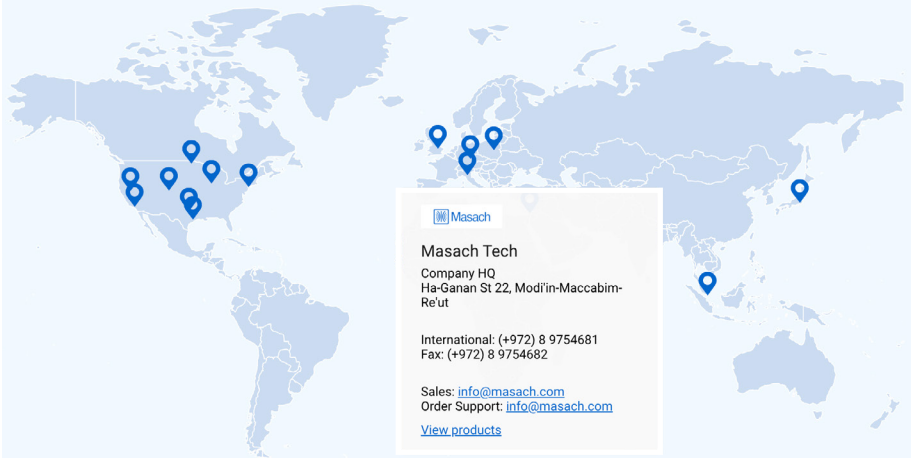 Masach
Masach Tech
Company HQ
Ha-Ganan St 22, Modi'in-Maccabim-
Re'ut
International: (+972) 8 9754681
Fax: (+972) 8 9754682
Sales: info@masach.com
Order Support: info@masach.com
View products